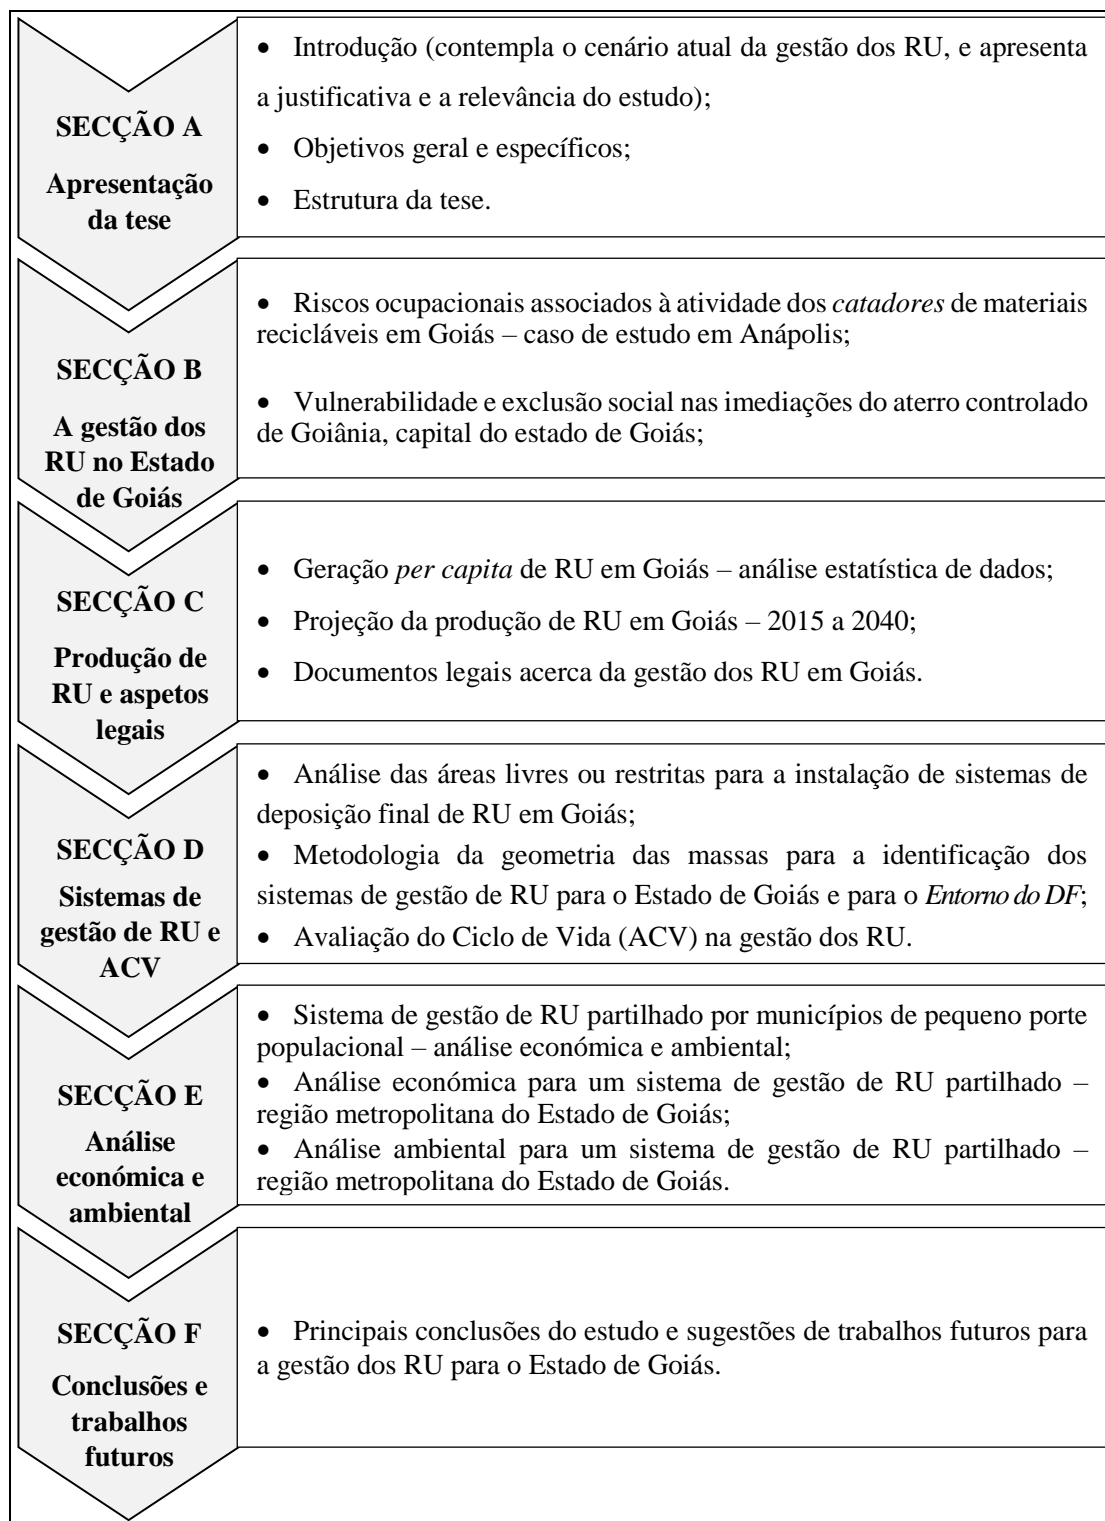 SECÇÃO A
Apresentação
da tese
• Introdução (contempla o cenário atual da gestão dos RU, e apresenta
a justificativa e a relevância do estudo);
• Objetivos geral e específicos;
• Estrutura da tese.
SECÇÃO B
A gestão dos
RU no Estado
de Goiás
• Riscos ocupacionais associados à atividade dos catadores de materiais
recicláveis em Goiás – caso de estudo em Anápolis;
• Vulnerabilidade e exclusão social nas imediações do aterro controlado
de Goiânia, capital do estado de Goiás;
SECÇÃO C
Produção de
RU e aspetos
legais
• Geração per capita de RU em Goiás – análise estatística de dados;
• Projeção da produção de RU em Goiás – 2015 a 2040;
• Documentos legais acerca da gestão dos RU em Goiás.
SECÇÃO D
Sistemas de
gestão de RU e
ACV
• Análise das áreas livres ou restritas para a instalação de sistemas de
deposição final de RU em Goiás;
• Metodologia da geometria das massas para a identificação dos
sistemas de gestão de RU para o Estado de Goiás e para o Entorno do DF;
• Avaliação do Ciclo de Vida (ACV) na gestão dos RU.
SECÇÃO E
Análise
económica e
ambiental
• Sistema de gestão de RU partilhado por municípios de pequeno porte
populacional – análise económica e ambiental;
• Análise económica para um sistema de gestão de RU partilhado –
região metropolitana do Estado de Goiás;
• Análise ambiental para um sistema de gestão de RU partilhado –
região metropolitana do Estado de Goiás.
SECÇÃO F
Conclusões e
trabalhos
futuros
• Principais conclusões do estudo e sugestões de trabalhos futuros para
a gestão dos RU para o Estado de Goiás.